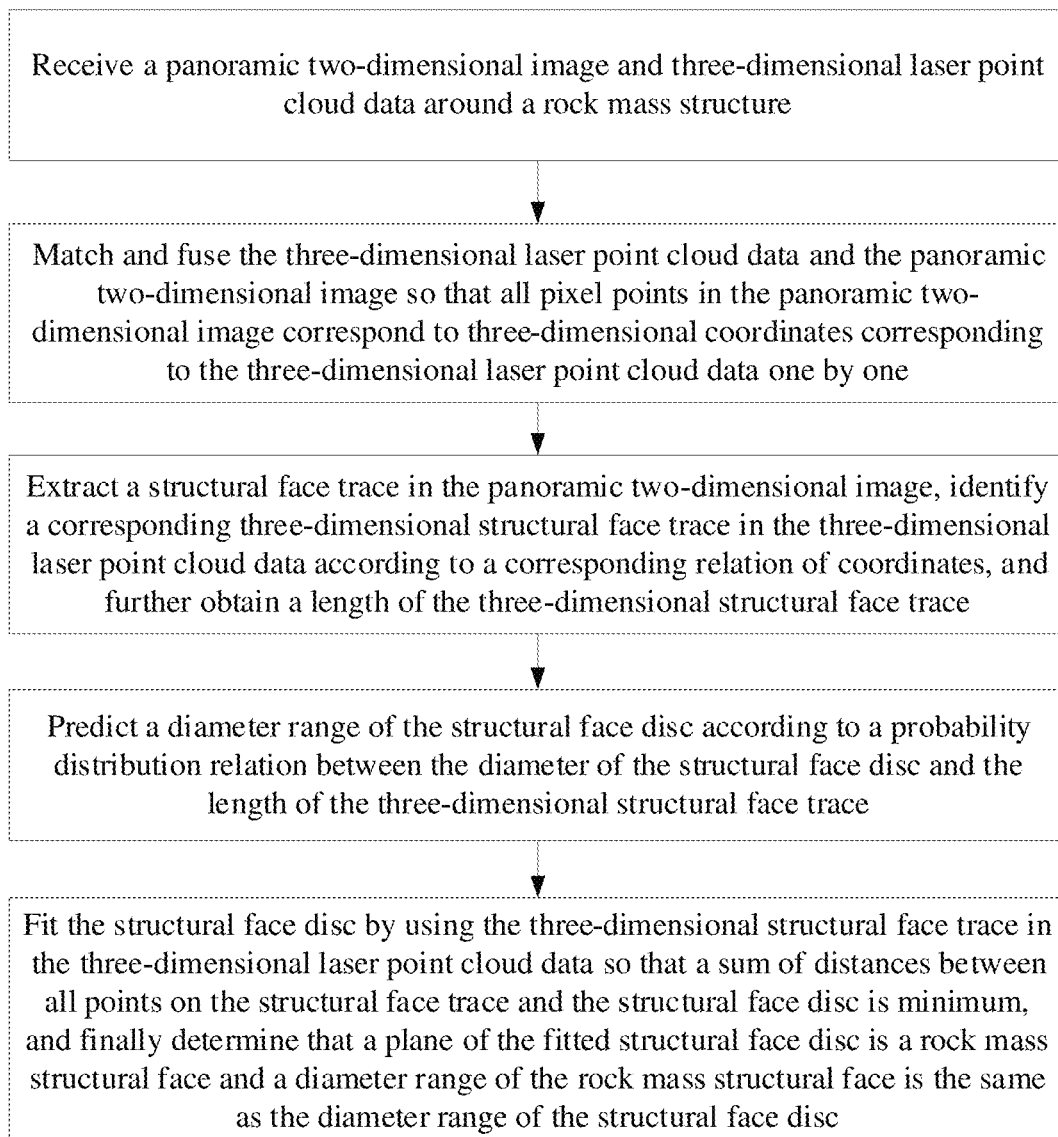 Receive a panoramic two-dimensional image and three-dimensional laser point
cloud data around a rock mass structure
Match and fuse the three-dimensional laser point cloud data and the panoramic
two-dimensional image so that all pixel points in the panoramic two-
dimensional image correspond to three-dimensional coordinates corresponding
to the three-dimensional laser point cloud data one by one
Extract a structural face trace in the panoramic two-dimensional image, identify
a corresponding three-dimensional structural face trace in the three-dimensional
laser point cloud data according to a corresponding relation of coordinates, and
further obtain a length of the three-dimensional structural face trace
Predict a diameter range of the structural face disc according to a probability
distribution relation between the diameter of the structural face disc and the
length of the three-dimensional structural face trace
Fit the structural face disc by using the three-dimensional structural face trace in
the three-dimensional laser point cloud data so that a sum of distances between
all points on the structural face trace and the structural face disc is minimum,
and finally determine that a plane of the fitted structural face disc is a rock mass
structural face and a diameter range of the rock mass structural face is the same
as the diameter range of the structural face disc